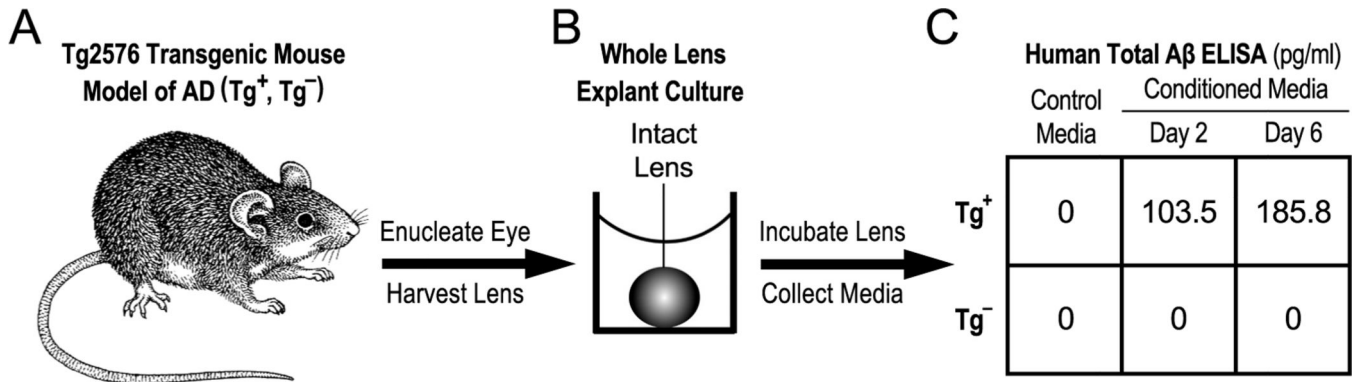 A
Tg2576 Transgenic Mouse
Model of AD (Tg⁺, Tg⁻)
Enucleate Eye
Harvest Lens
B
Whole Lens
Explant Culture
Intact
Lens
Incubate Lens
Collect Media
C
Human Total Aβ ELISA (pg/ml)
Control
Media
Conditioned Media
Day 2 Day 6
Tg⁺ 0 103.5 185.8
Tg⁻ 0 0 0